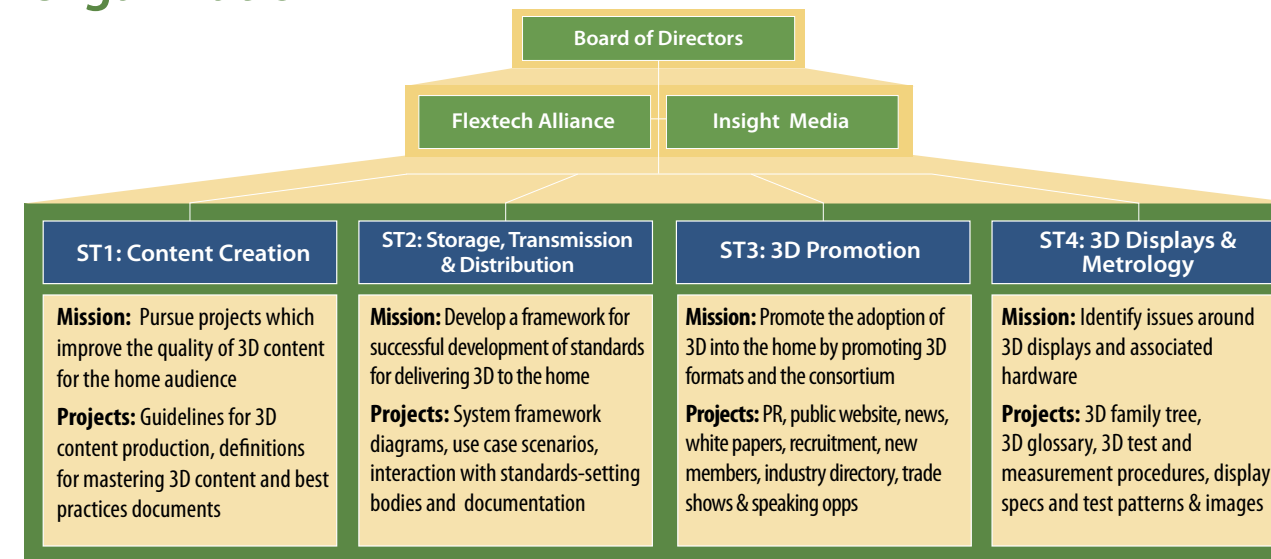 Board of Directors
Flextech Alliance
Insight Media
ST1: Content Creation
Mission: Pursue projects which
improve the quality of 3D content
for the home audience
Projects: Guidelines for 3D
content production, definitions
for mastering 3D content and best
practices documents
ST2: Storage, Transmission
& Distribution
Mission: Develop a framework for
successful development of standards
for delivering 3D to the home
Projects: System framework
diagrams, use case scenarios,
interaction with standards-setting
bodies and documentation
ST3: 3D Promotion
Mission: Promote the adoption of
3D into the home by promoting 3D
formats and the consortium
Projects: PR, public website, news,
white papers, recruitment, new
members, industry directory, trade
shows & speaking opps
ST4: 3D Displays &
Metrology
Mission: Identify issues around
3D displays and associated
hardware
Projects: 3D family tree,
3D glossary, 3D test and
measurement procedures, display
specs and test patterns & images